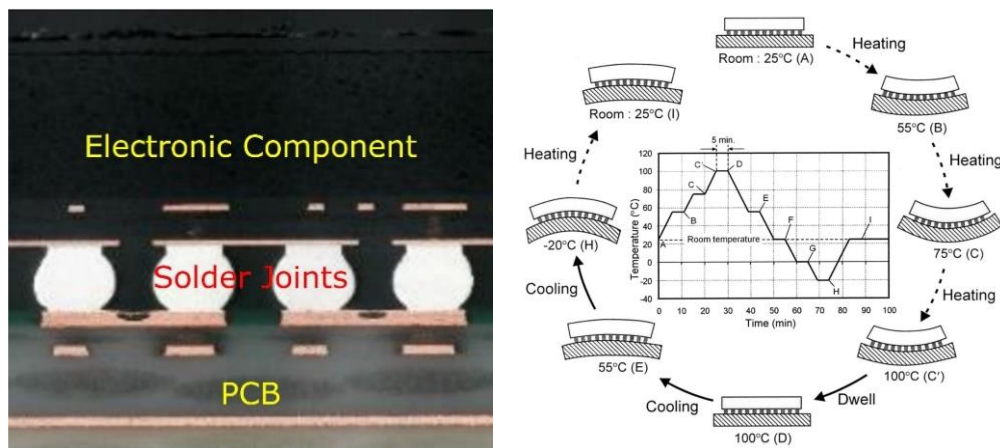 Electronic Component
Solder Joints
PCB
Room : 25°C (A)
Heating
55°C (B)
Heating
75°C (C)
Heating
100°C (C')
Dwell
100°C (D)
Cooling
55°C (E)
Cooling
-20°C (H)
Heating
Room : 25°C (I)
5 min.
120
100
80
60
40
20
0
-20
-40
Temperature (°C)
C'
D
C
B
A
E
F
G
H
I
Room temperature
0 10 20 30 40 50 60 70 80 90 100
Time (min)